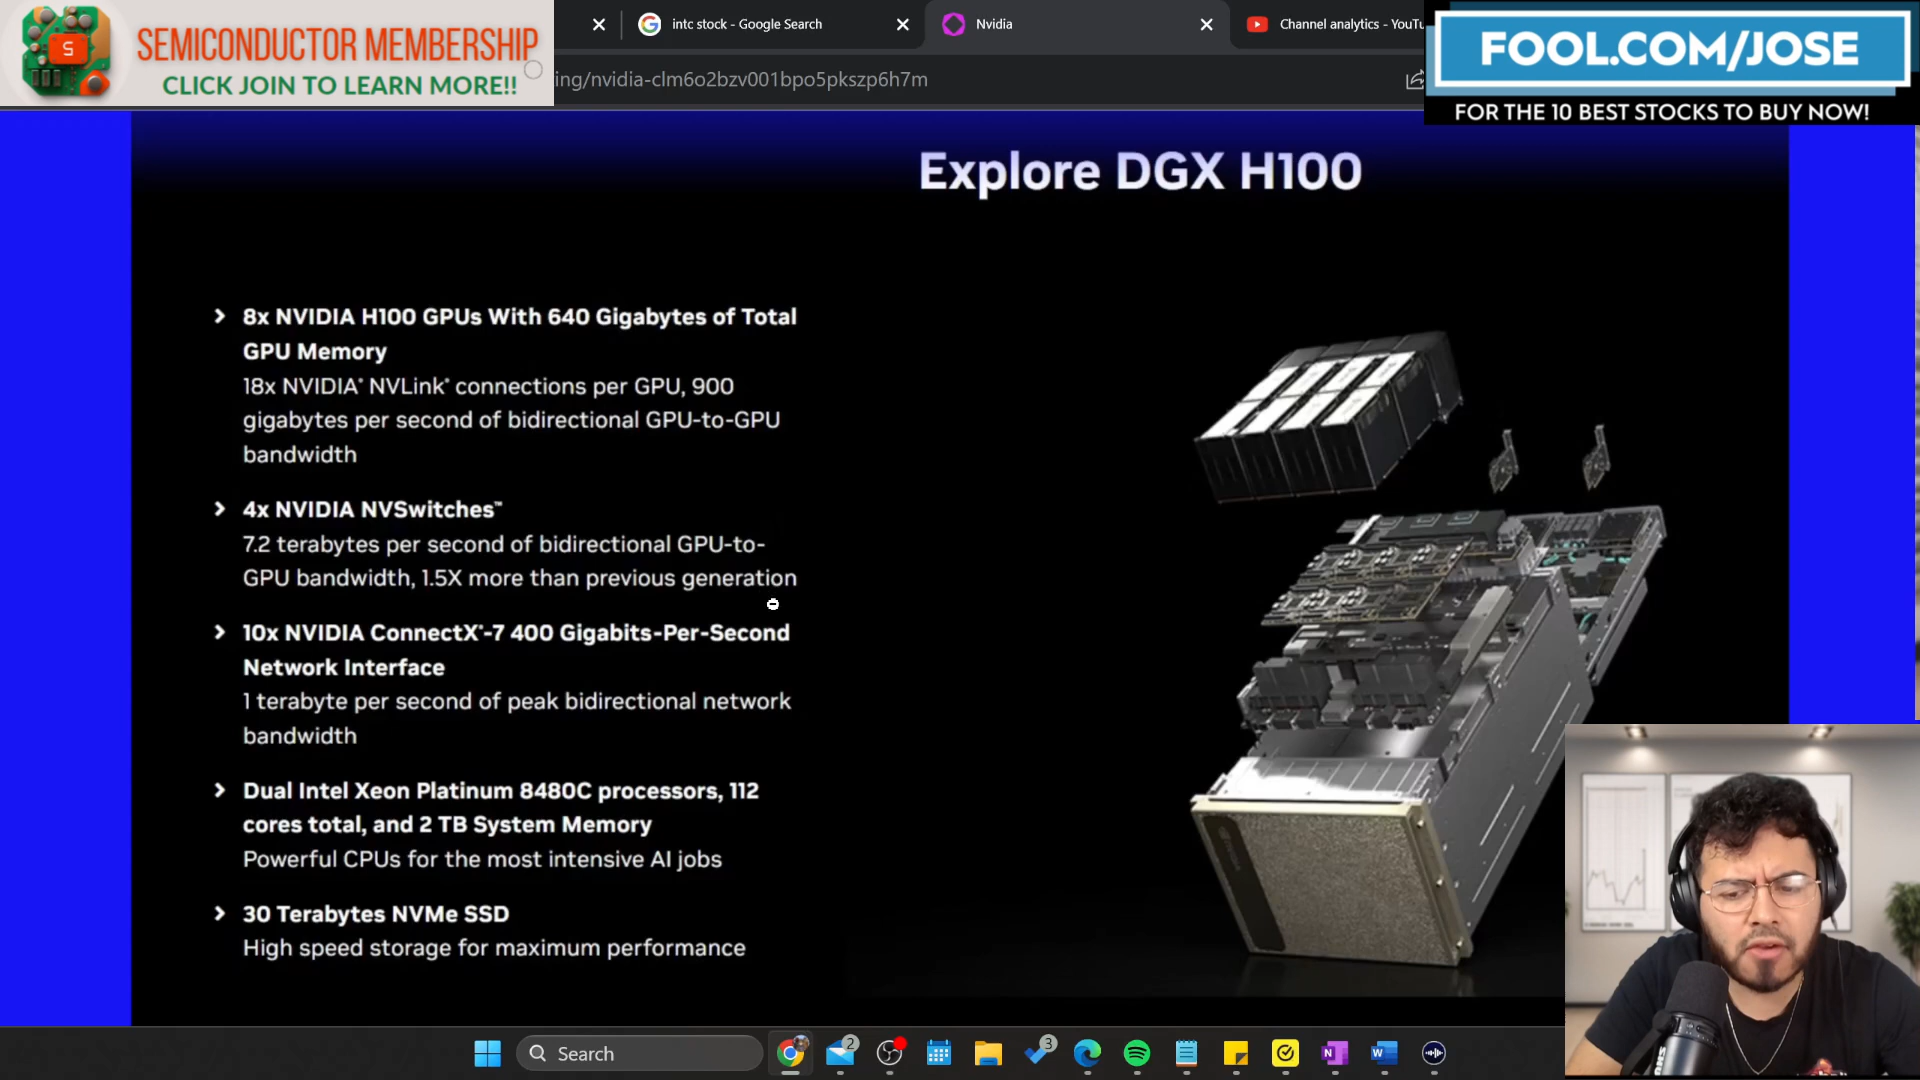 S
SEMICONDUCTOR MEMBERSHIP
CLICK JOIN TO LEARN MORE!!
intc stock - Google Search
Nvidia
Channel analytics - YouTu
ing/nvidia-clm6o2bzv001bpo5pkszp6h7m
FOOL.COM/JOSE
FOR THE 10 BEST STOCKS TO BUY NOW!
Explore DGX H100
8x NVIDIA H100 GPUs With 640 Gigabytes of Total
GPU Memory
18x NVIDIA® NVLink® connections per GPU, 900
gigabytes per second of bidirectional GPU-to-GPU
bandwidth
4x NVIDIA NVSwitches™
7.2 terabytes per second of bidirectional GPU-to-
GPU bandwidth, 1.5X more than previous generation
10x NVIDIA ConnectX®-7 400 Gigabits-Per-Second
Network Interface
1 terabyte per second of peak bidirectional network
bandwidth
Dual Intel Xeon Platinum 8480C processors, 112
cores total, and 2 TB System Memory
Powerful CPUs for the most intensive AI jobs
30 Terabytes NVMe SSD
High speed storage for maximum performance
Search
2
3
N
W